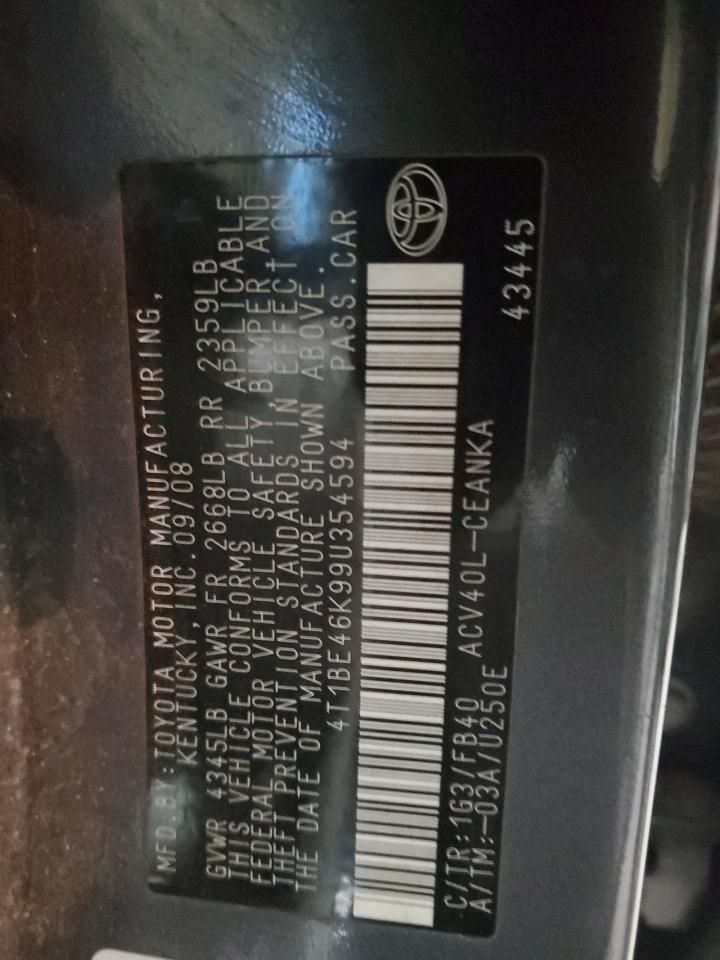 MFD.BY:TOYOTA MOTOR MANUFACTURING,
KENTUCKY,INC.09/08
GVWR 4345LB GAWR FR 2668LB RR 2359LB
THIS VEHICLE CONFORMS TO ALL APPLICABLE
FEDERAL MOTOR VEHICLE SAFETY,BUMPER AND
THEFT PREVENTION STANDARDS IN EFFECT ON
THE DATE OF MANUFACTURE SHOWN ABOVE.
4T1BE46K99U354594 PASS.CAR
C/TR:1G3/FB40 ACV40L-CEANKA
A/TM:-03A/U250E 43445